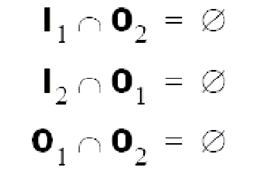 I₁ ∩ O₂ = ∅
I₂ ∩ O₁ = ∅
O₁ ∩ O₂ = ∅